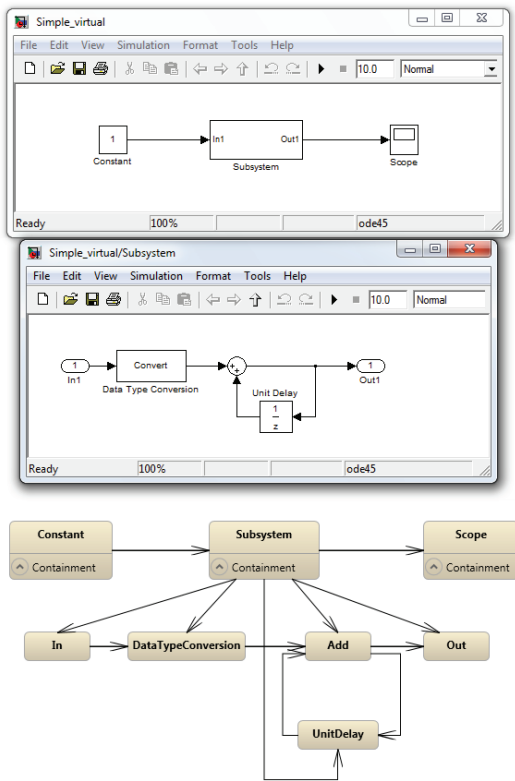 Simple_virtual
File Edit View Simulation Format Tools Help
10.0 Normal
1
In1 Out1
Constant
Subsystem
Scope
Ready 100% ode45
Simple_virtual/Subsystem
File Edit View Simulation Format Tools Help
10.0 Normal
1
Convert
1
In1
Data Type Conversion
Out1
Unit Delay
1
z
Ready 100% ode45
Constant Subsystem Scope
Containment Containment Containment
In DataTypeConversion Add Out
UnitDelay